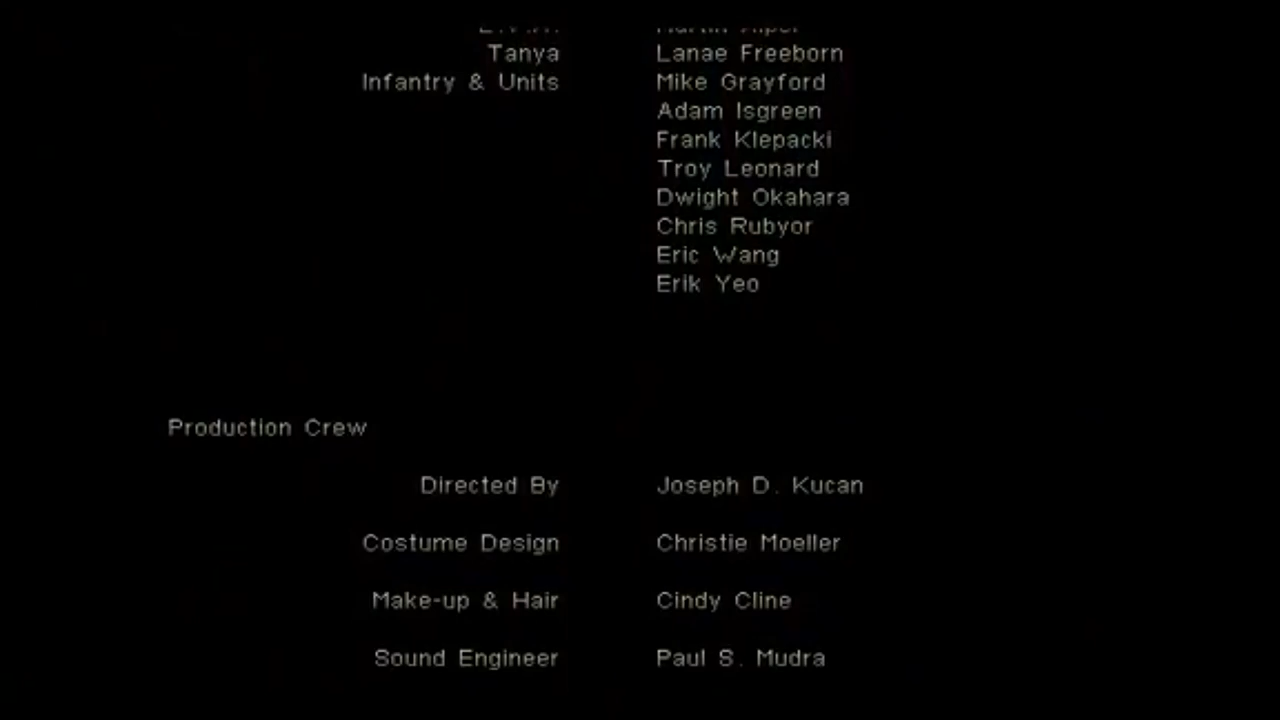 Tanya Lanae Freeborn
Infantry & Units Mike Grayford
Adam Isgreen
Frank Klepacki
Troy Leonard
Dwight Okahara
Chris Rubyor
Eric Wang
Erik Yeo
Production Crew
Directed By Joseph D. Kucan
Costume Design Christie Moeller
Make-up & Hair Cindy Cline
Sound Engineer Paul S. Mudra